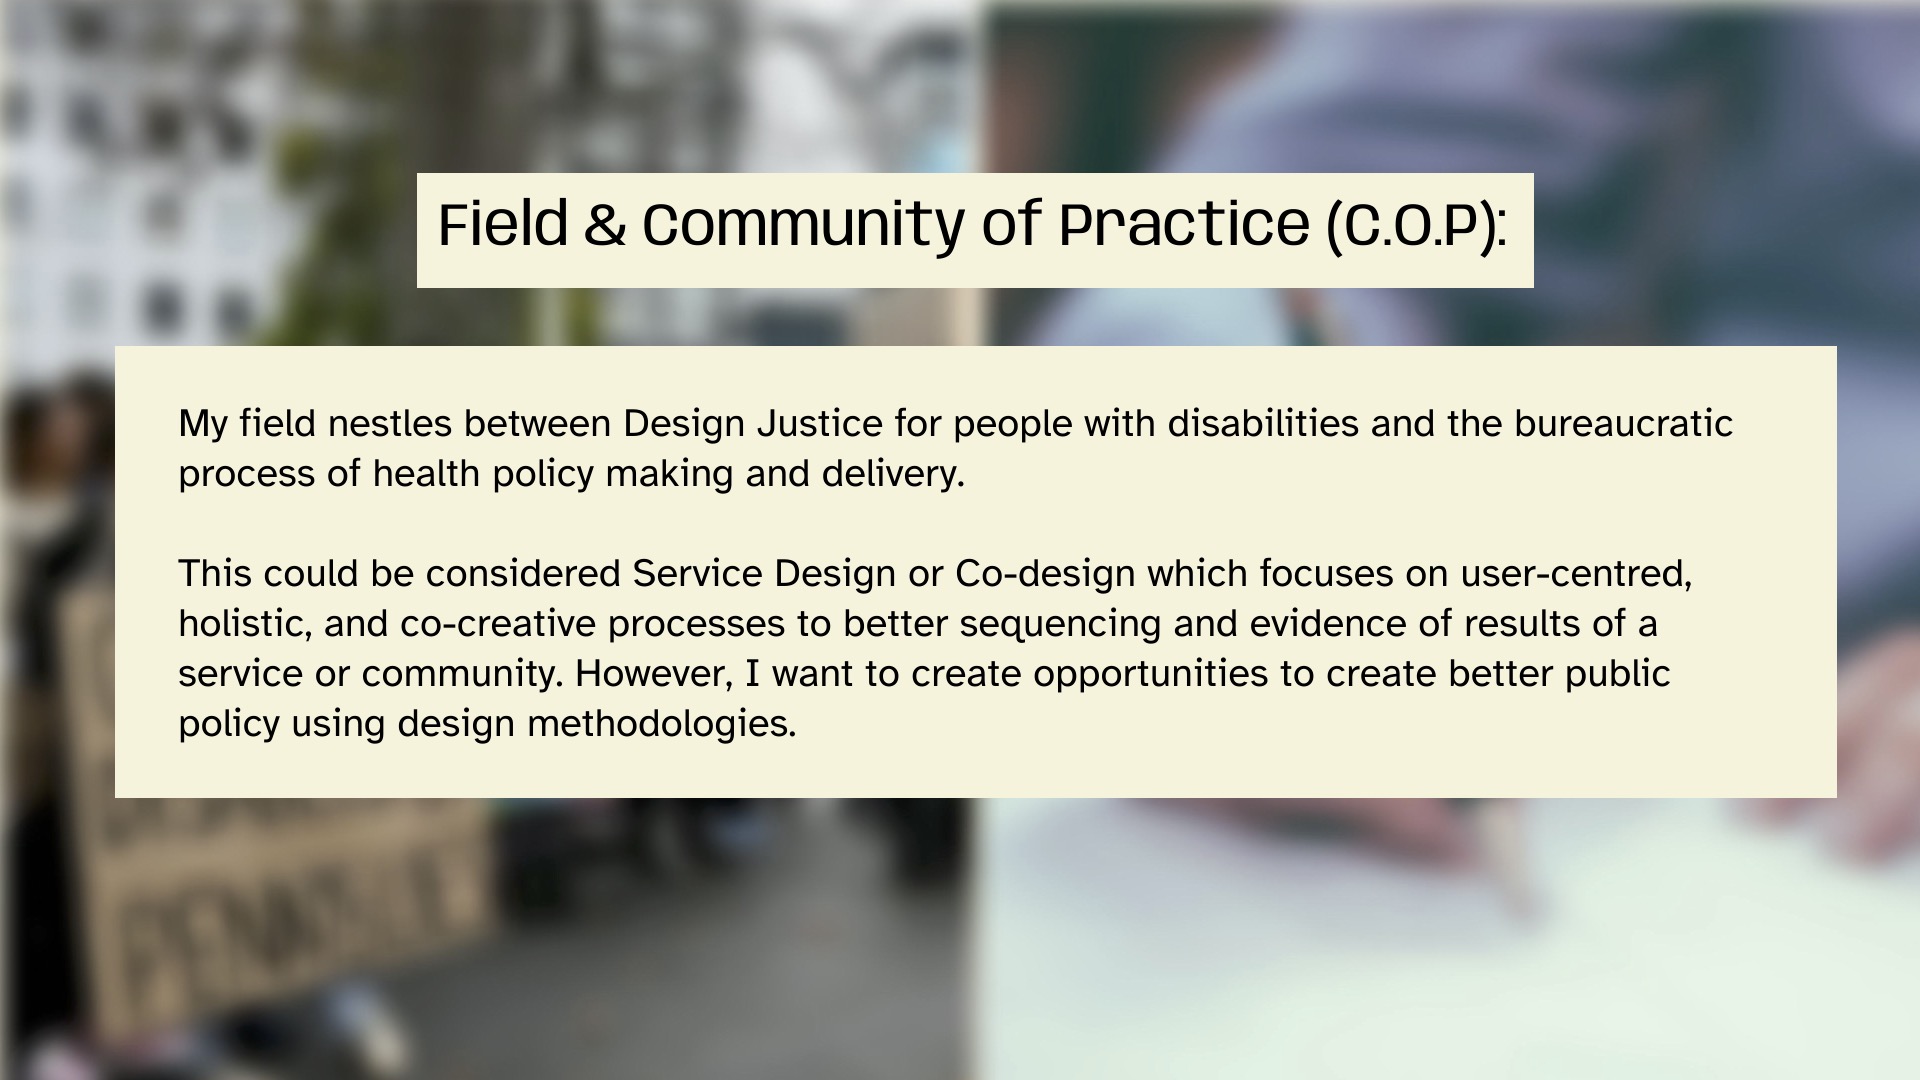 Field & Community of Practice (C.O.P):
My field nestles between Design Justice for people with disabilities and the bureaucratic
process of health policy making and delivery.
This could be considered Service Design or Co-design which focuses on user-centred,
holistic, and co-creative processes to better sequencing and evidence of results of a
service or community. However, I want to create opportunities to create better public
policy using design methodologies.